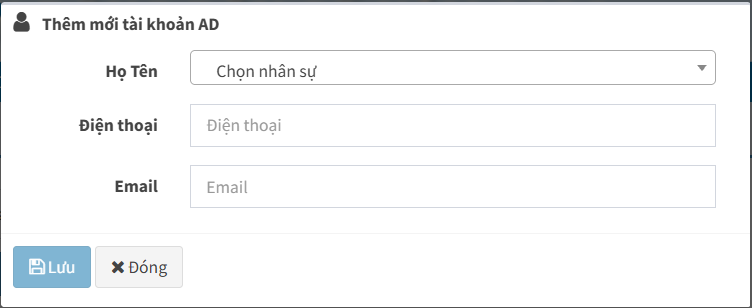 Thêm mới tài khoản AD
Họ Tên Chọn nhân sự
Điện thoại Điện thoại
Email Email
Lưu Đóng